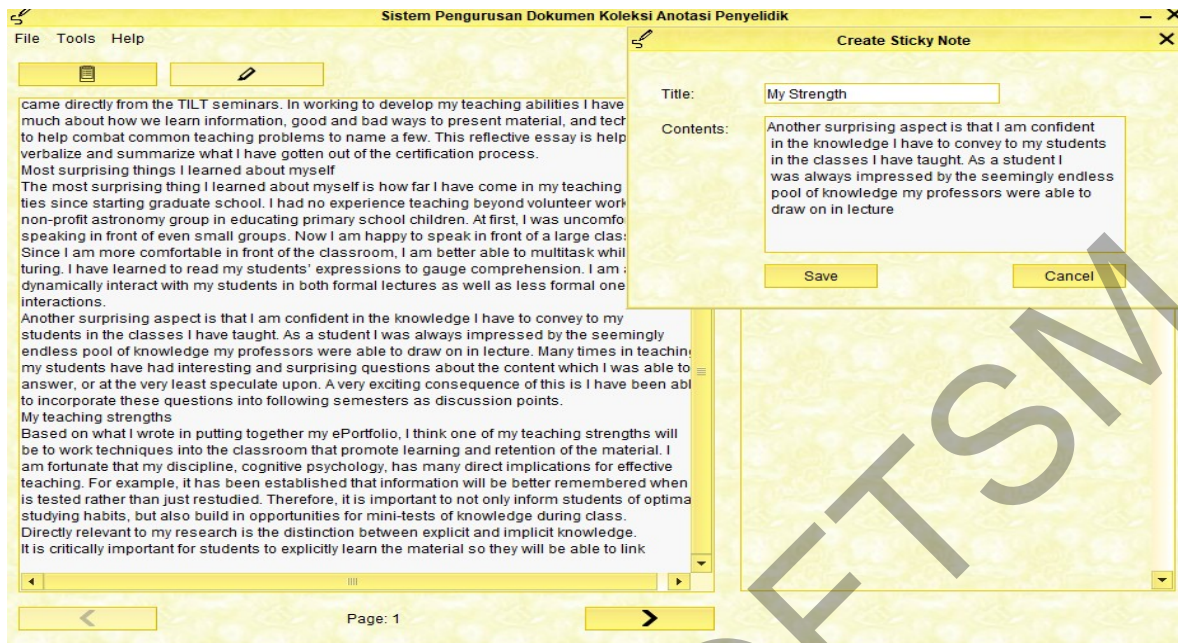 Sistem Pengurusan Dokumen Koleksi Anotasi Penyelidik
File Tools Help
came directly from the TILT seminars. In working to develop my teaching abilities I have
much about how we learn information, good and bad ways to present material, and
to help combat common teaching problems to name a few. This reflective essay is
verbalize and summarize what I have gotten out of the certification process.
Most surprising things I learned about myself
The most surprising thing I learned about myself is how far I have come in my teaching
ties since starting graduate school. I had no experience teaching beyond volunteer
non-profit astronomy group in educating primary school children. At first, I was
speaking in front of even small groups. Now I am happy to speak in front of a large
Since I am more comfortable in front of the classroom, I am better able to multitask
turing. I have learned to read my students' expressions to gauge comprehension. I am
dynamically interact with my students in both formal lectures as well as less formal one
interactions.
Another surprising aspect is that I am confident in the knowledge I have to convey to my
students in the classes I have taught. As a student I was always impressed by the seemingly
endless pool of knowledge my professors were able to draw on in lecture. Many times in teaching
my students have had interesting and surprising questions about the content which I was able to
answer, or at the very least speculate upon. A very exciting consequence of this is I have been
to incorporate these questions into following semesters as discussion points.
My teaching strengths
Based on what I wrote in putting together my ePortfolio, I think one of my teaching strengths will
be to work techniques into the classroom that promote learning and retention of the material. I
am fortunate that my discipline, cognitive psychology, has many direct implications for effective
teaching. For example, it has been established that information will be better remembered when
is tested rather than just restudied. Therefore, it is important to not only inform students of
studying habits, but also build in opportunities for mini-tests of knowledge during class.
Directly relevant to my research is the distinction between explicit and implicit knowledge.
It is critically important for students to explicitly learn the material so they will be able to link
Page: 1
Create Sticky Note
Title: My Strength
Contents: Another surprising aspect is that I am confident
in the knowledge I have to convey to my students
in the classes I have taught. As a student I
was always impressed by the seemingly endless
pool of knowledge my professors were able to
draw on in lecture
Save Cancel
FTSM